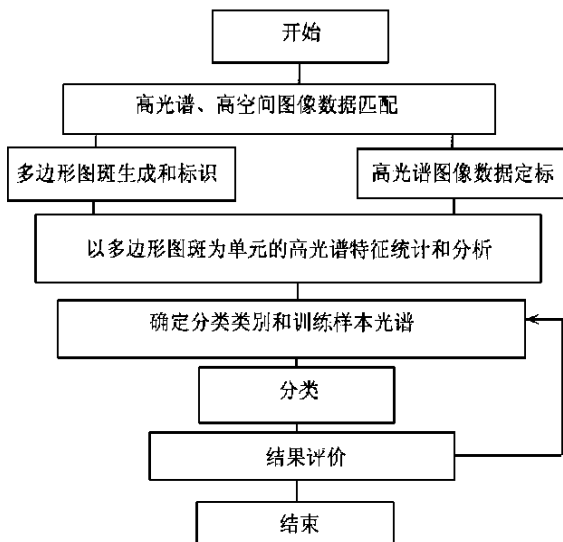 开始
高光谱、高空间图像数据匹配
多边形图斑生成和标识
高光谱图像数据定标
以多边形图斑为单元的高光谱特征统计和分析
确定分类类别和训练样本光谱
分类
结果评价
结束